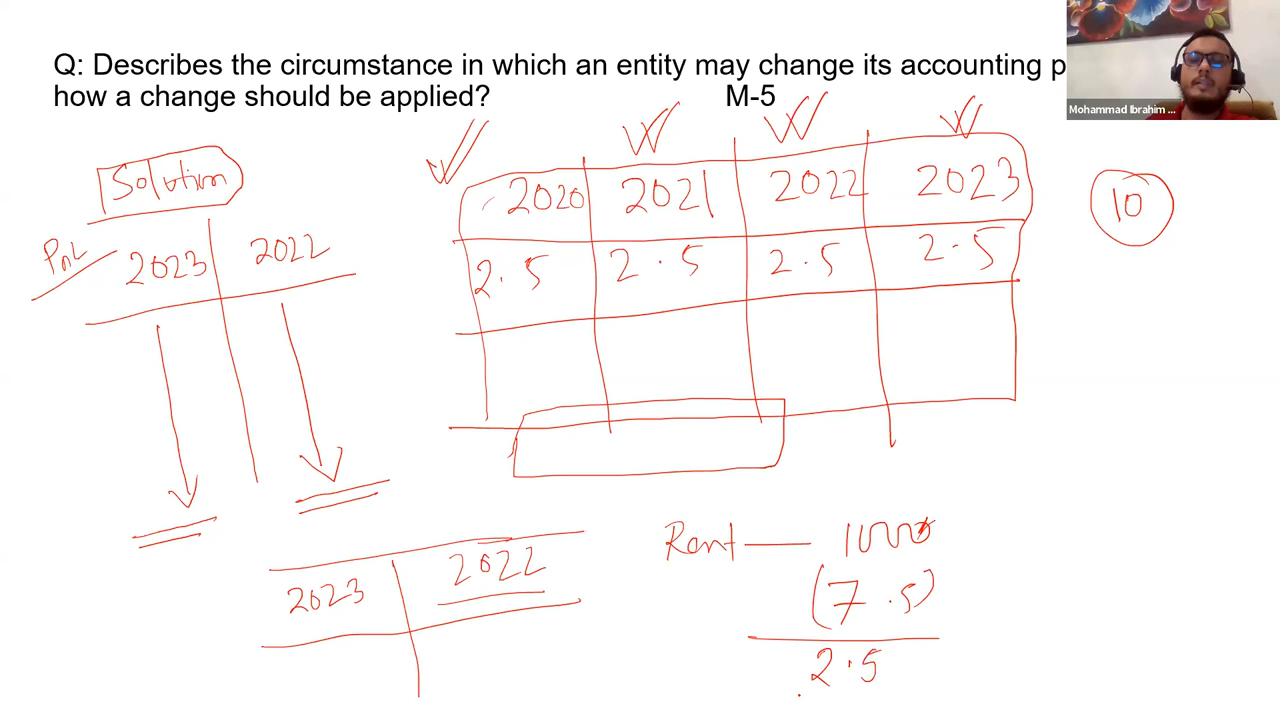 Q: Describes the circumstance in which an entity may change its accounting p
how a change should be applied? M-5
Mohammad Ibrahim ...
Solution
PnL 2023 2022
2020 2021 2022 2023
2.5 2.5 2.5 2.5
10
2023 2022
Rent —
(7.5)
2.5